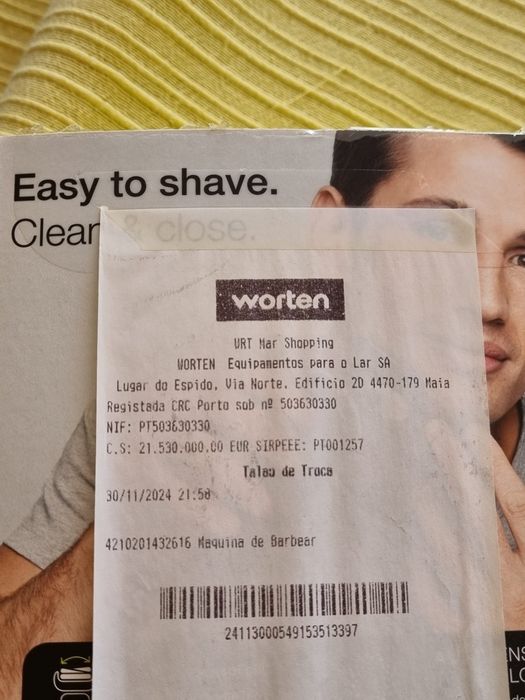 Easy to shave.
Clean & close.
worten
WRT Mar Shopping
WORTEN Equipamentos para o Lar SA
Lugar do Espido, Via Norte, Edificio 2D 4470-179 Maia
Registada CRC Porto sob nº 503630330
NIF: PT503630330
C.S: 21.530.000,00 EUR SIRPEEE: PT001257
Talao de Troca
30/11/2024 21:58
4210201432616 Maquina de Barbear
24113000549153513397